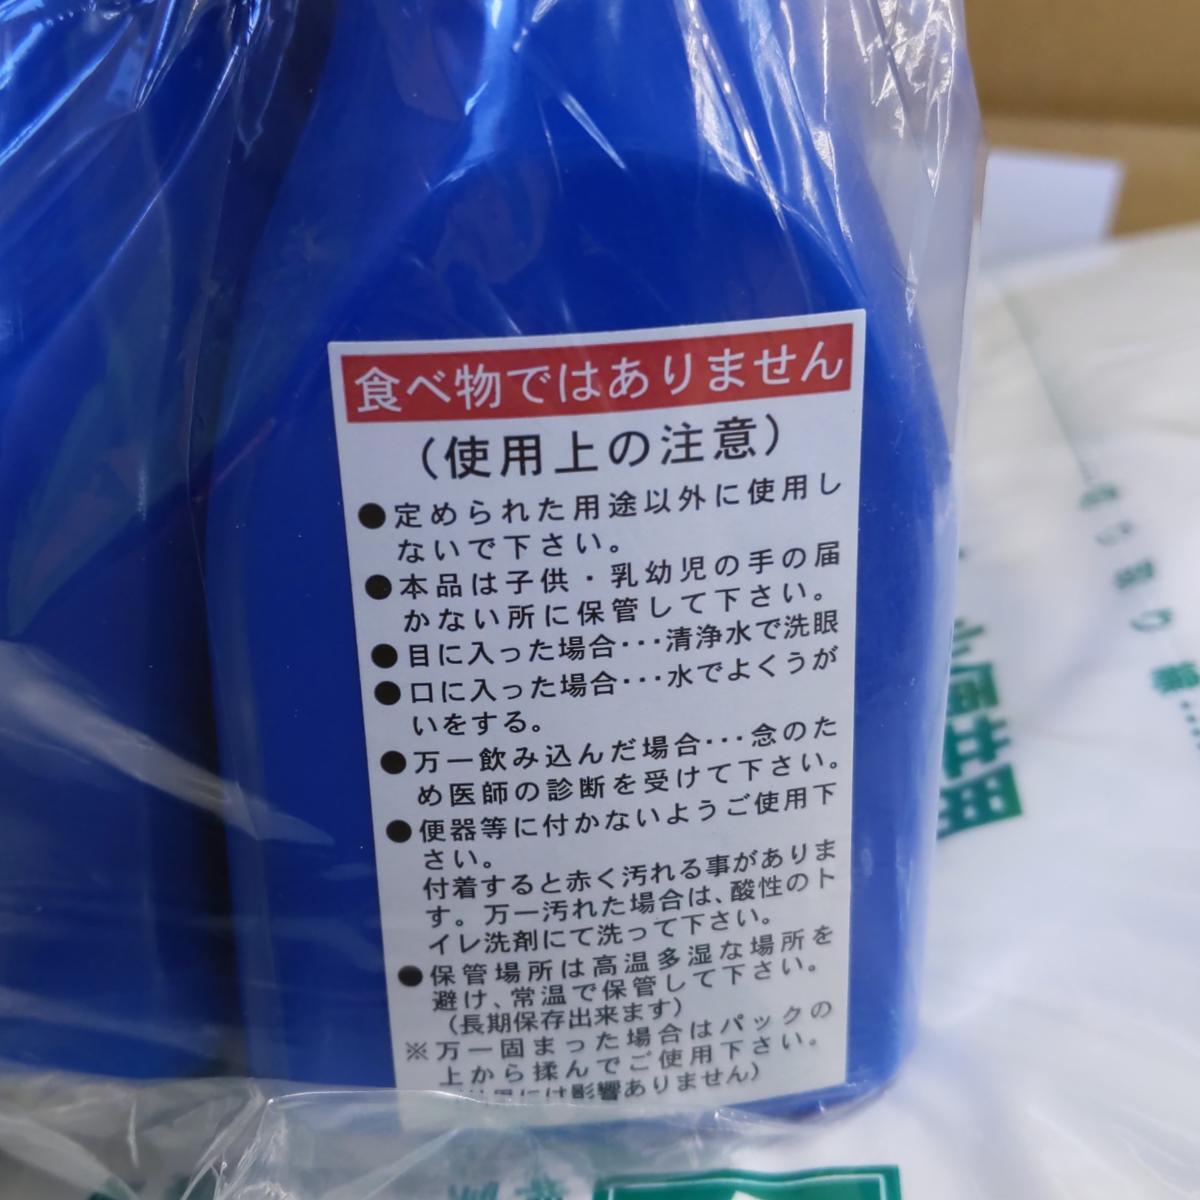 食べ物ではありません
（使用上の注意）
●定められた用途以外に使用し
ないで下さい。
●本品は子供・乳幼児の手の届
かない所に保管して下さい。
●目に入った場合･･･清浄水で洗眼
●口に入った場合･･･水でよくうが
いをする。
●万一飲み込んだ場合･･･念のた
め医師の診断を受けて下さい。
●便器等に付かないようご使用下
さい。
付着すると赤く汚れる事がありま
す。万一汚れた場合は、酸性のト
イレ洗剤にて洗って下さい。
●保管場所は高温多湿な場所を
避け、常温で保管して下さい。
（長期保存出来ます）
※万一固まった場合はパックの
上から揉んでご使用下さい。
には影響ありません）